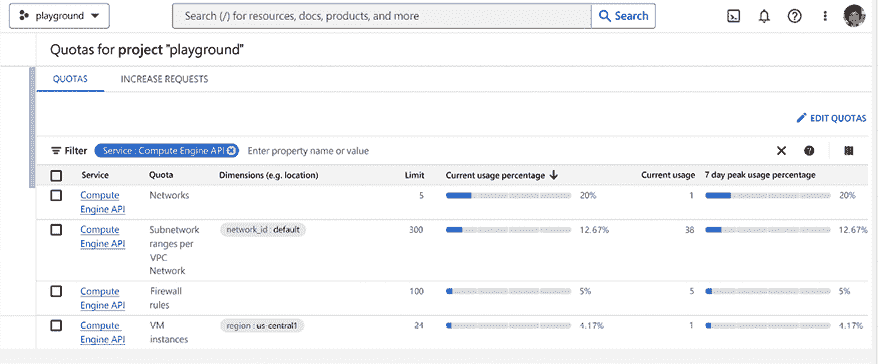 playground
Search (/) for resources, docs, products, and more
Search
Quotas for project "playground"
QUOTAS
INCREASE REQUESTS
EDIT QUOTAS
Filter
Service : Compute Engine API
Enter property name or value
Service Quota Dimensions (e.g. location) Limit Current usage percentage Current usage 7 day peak usage percentage
Compute Networks 5 20% 1 20%
Engine API
Compute Subnetwork network_id : default 300 12.67% 38 12.67%
Engine API ranges per
VPC
Network
Compute Firewall 100 5% 5 5%
Engine API rules
Compute VM region : us-central1 24 4.17% 1 4.17%
Engine API instances